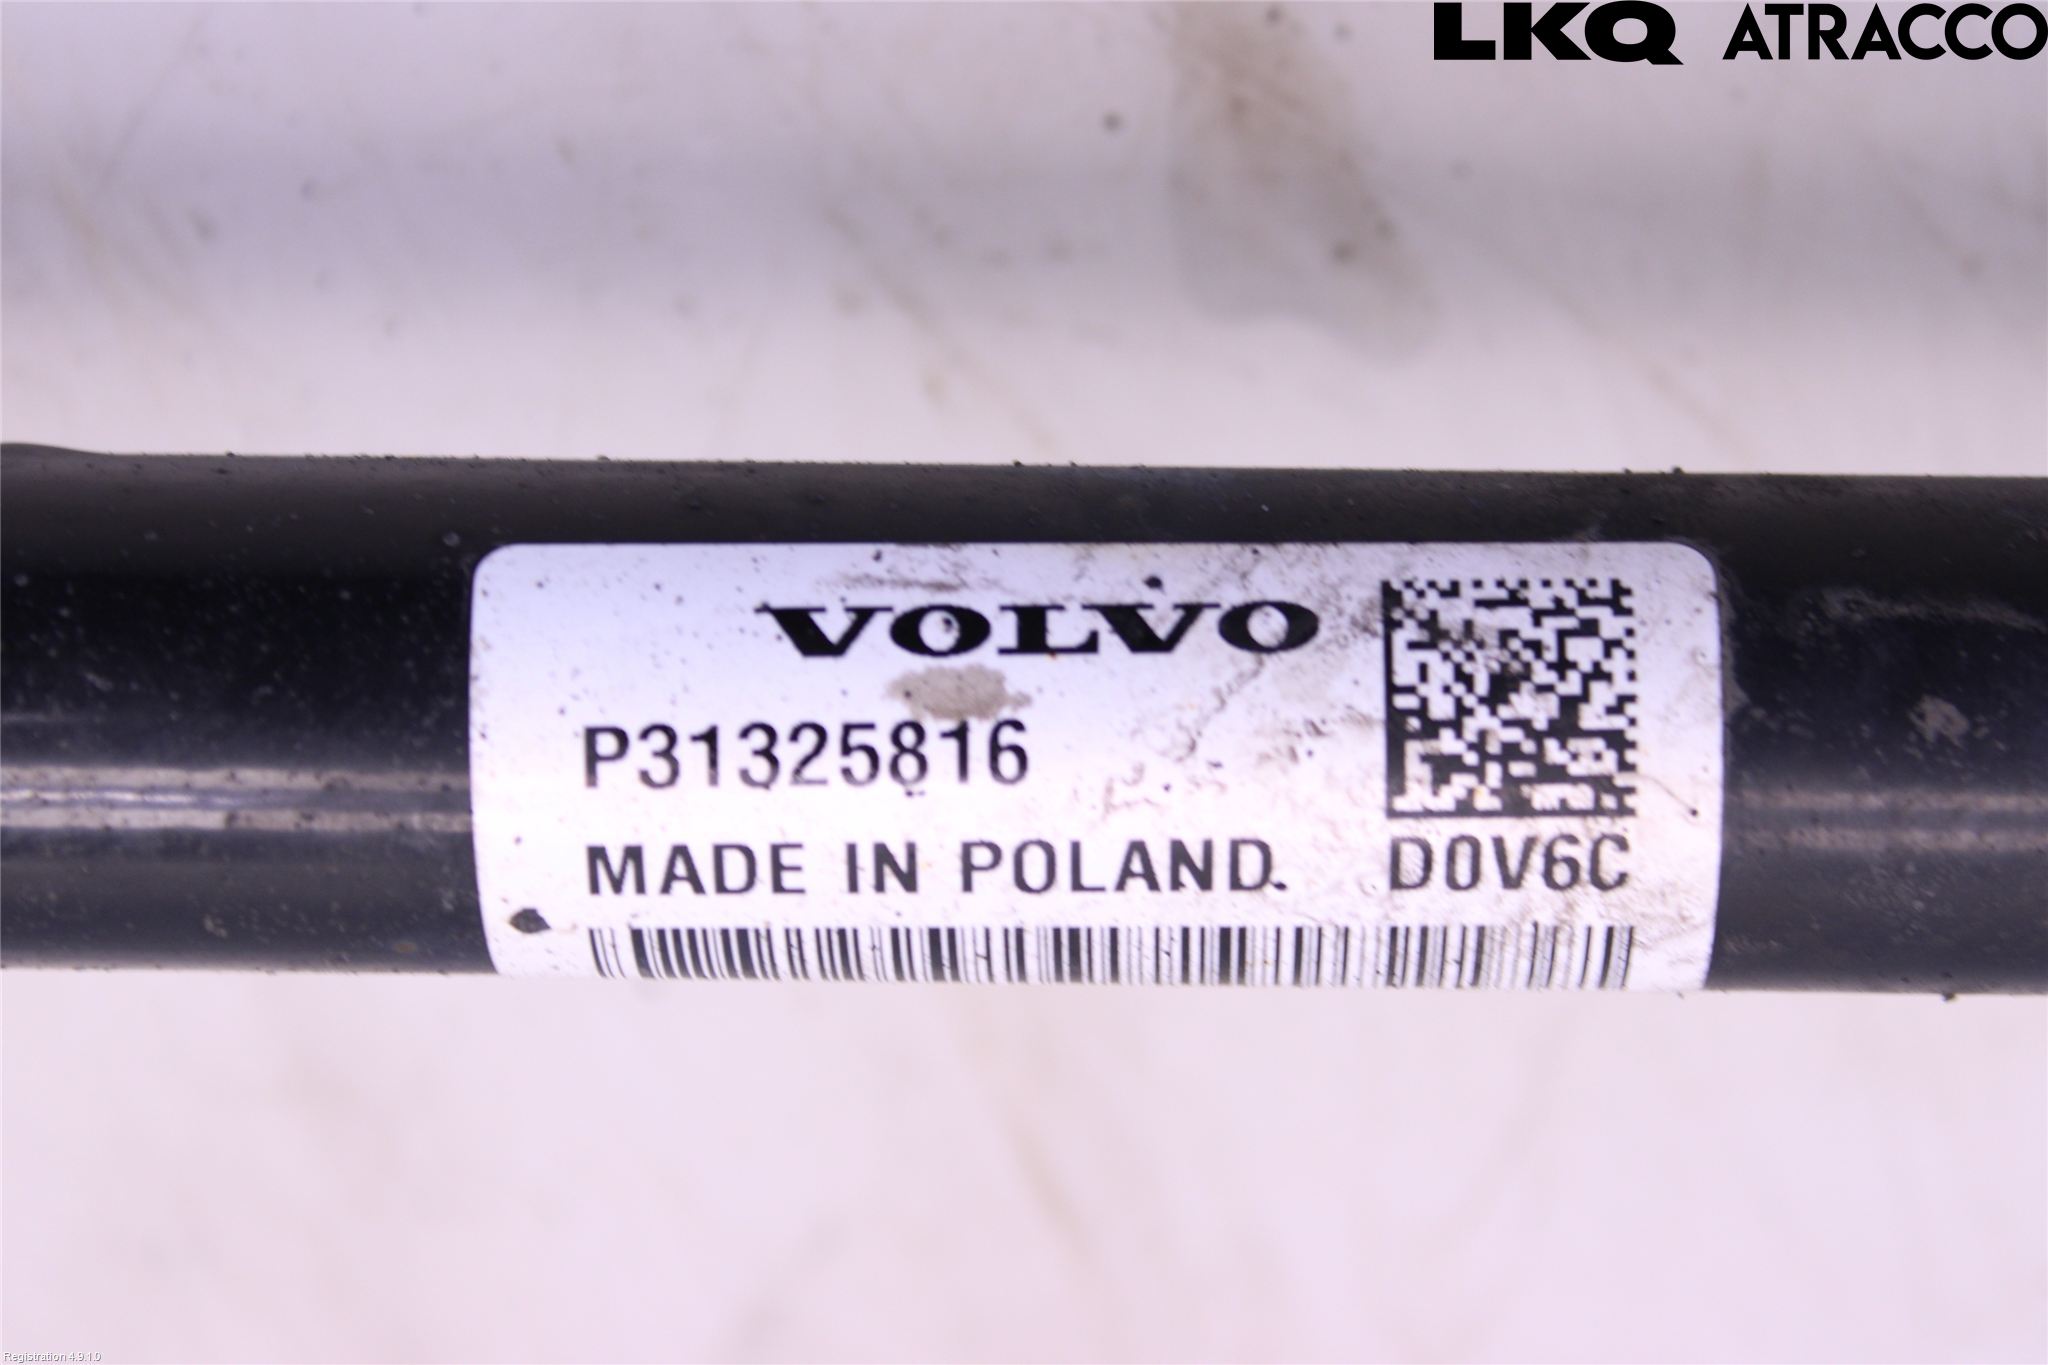 LKQ ATRACCO
VOLVO
P31325816
MADE IN POLAND.
D0V6C
Registration 4.9.1.0